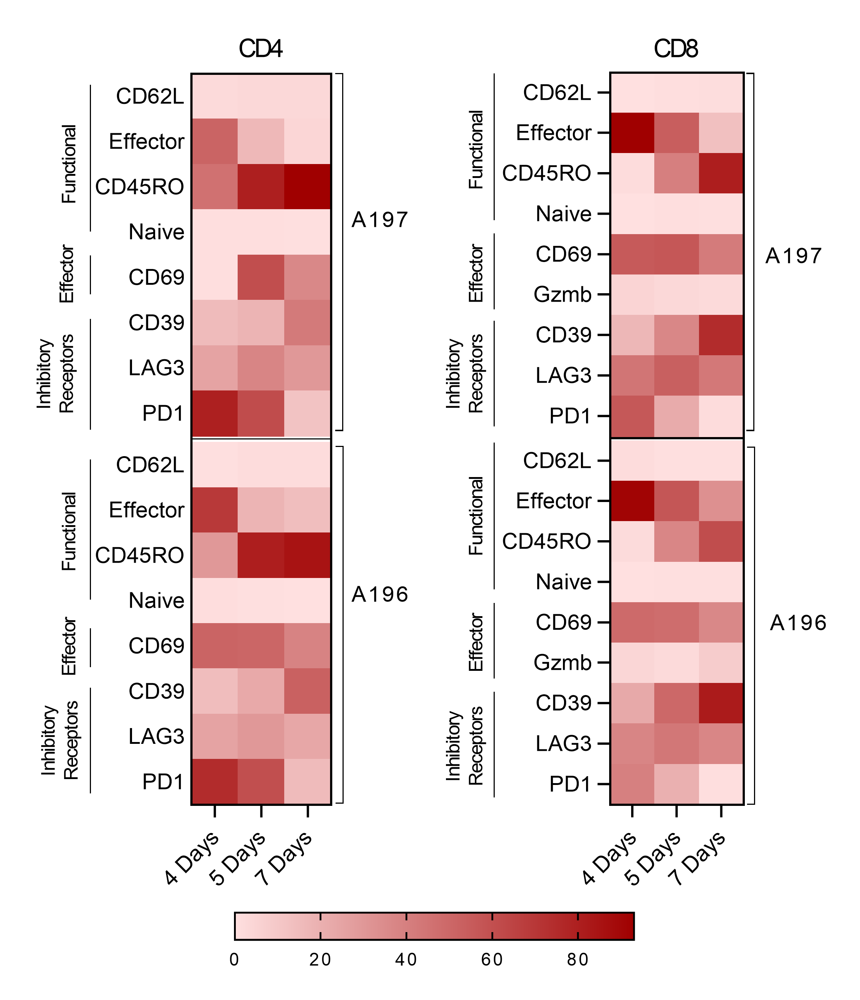 CD4
Functional
CD62L
Effector
CD45RO
Naive
Effector
CD69
Inhibitory
Receptors
CD39
LAG3
PD1
A197
Functional
CD62L
Effector
CD45RO
Naive
Effector
CD69
Inhibitory
Receptors
CD39
LAG3
PD1
A196
4 Days
5 Days
7 Days
CD8
Functional
CD62L
Effector
CD45RO
Naive
Effector
CD69
Gzmb
Inhibitory
Receptors
CD39
LAG3
PD1
A197
Functional
CD62L
Effector
CD45RO
Naive
Effector
CD69
Gzmb
Inhibitory
Receptors
CD39
LAG3
PD1
A196
4 Days
5 Days
7 Days
0 20 40 60 80